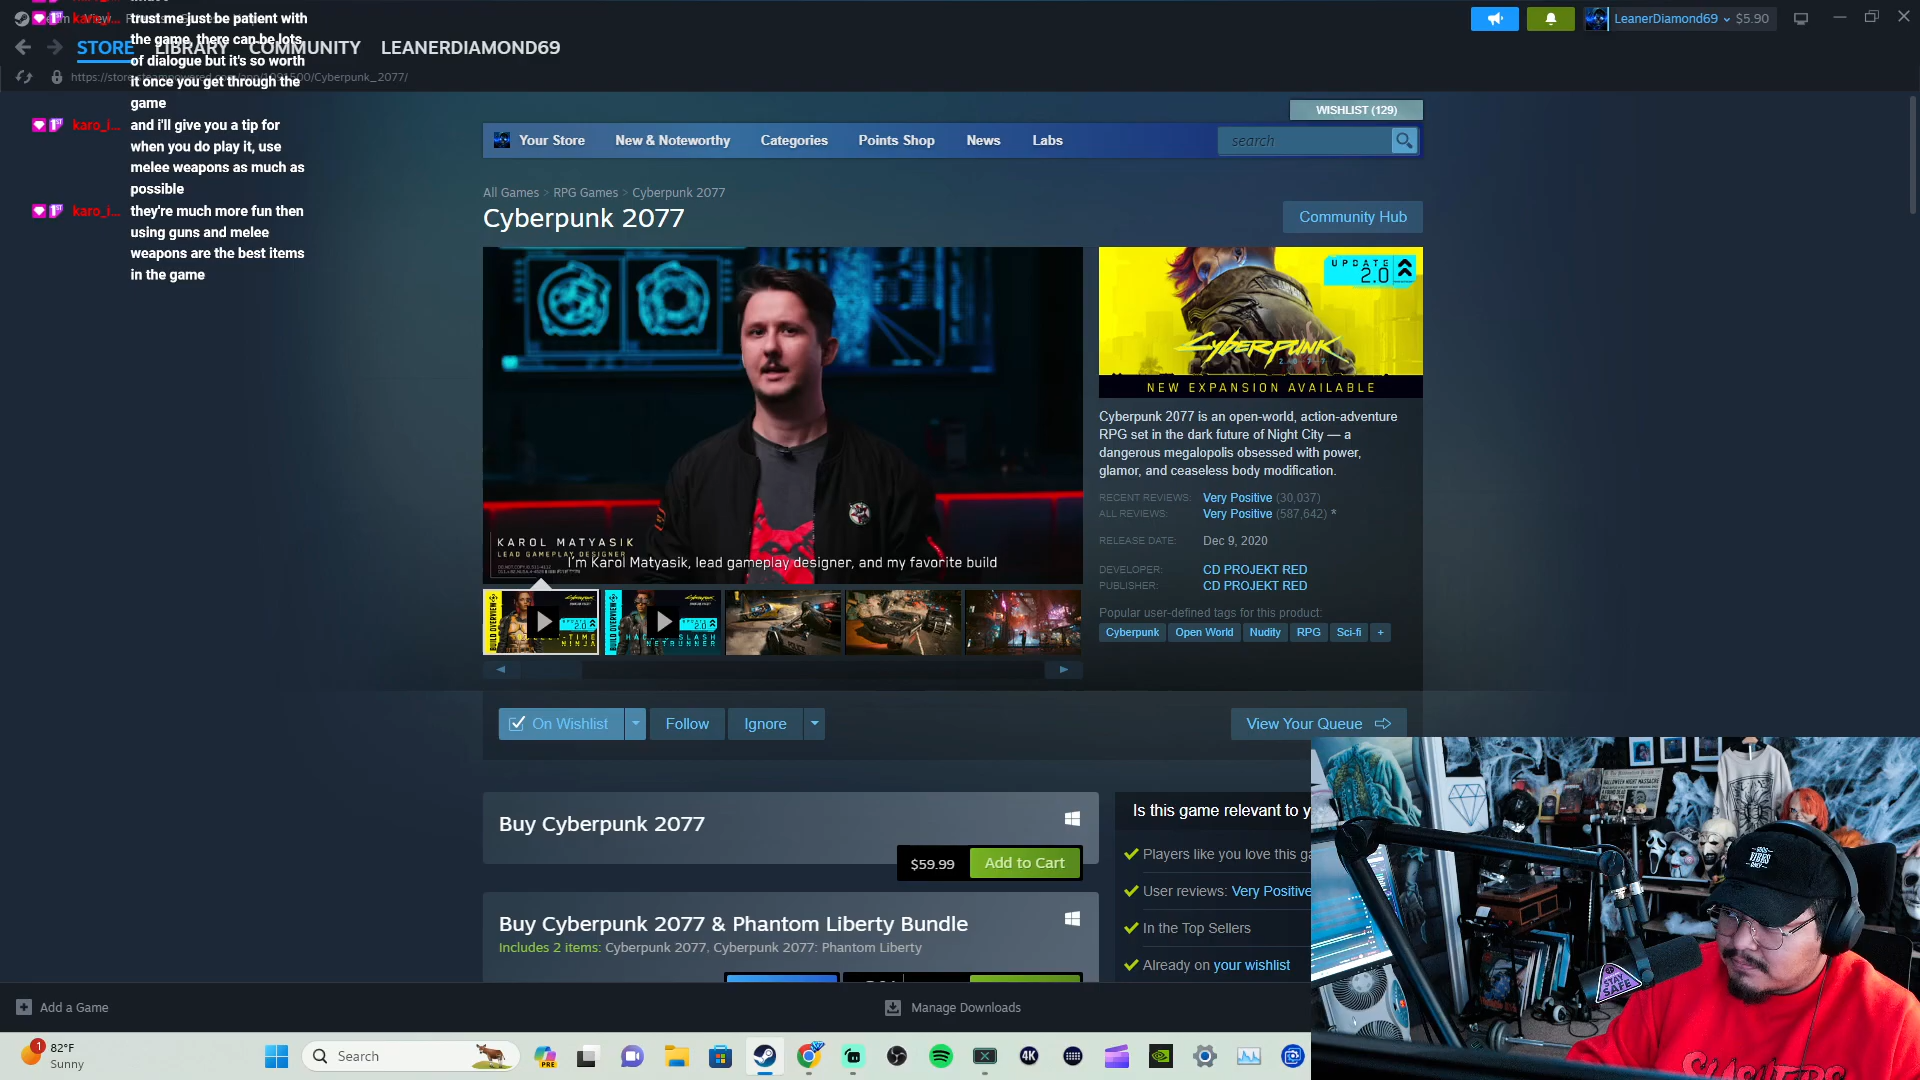 karo_i... trust me just be patient with
the game, there can be lots
of dialogue but it's so worth
it once you get through the
game
karo_i... and i'll give you a tip for
when you do play it, use
melee weapons as much as
possible
karo_i... they're much more fun then
using guns and melee
weapons are the best items
in the game
LeanerDiamond69 $5.90
STORE LIBRARY COMMUNITY LEANERDIAMOND69
WISHLIST (129)
Your Store New & Noteworthy Categories Points Shop News Labs search
All Games > RPG Games > Cyberpunk 2077
Cyberpunk 2077
Community Hub
KAROL MATYASIK
LEAD GAMEPLAY DESIGNER
I'm Karol Matyasik, lead gameplay designer, and my favorite build
UPDATE
2.0
Cyberpunk
2077
NEW EXPANSION AVAILABLE
Cyberpunk 2077 is an open-world, action-adventure
RPG set in the dark future of Night City — a
dangerous megalopolis obsessed with power,
glamor, and ceaseless body modification.
RECENT REVIEWS: Very Positive (30,037)
ALL REVIEWS: Very Positive (587,642) *
RELEASE DATE: Dec 9, 2020
DEVELOPER: CD PROJEKT RED
PUBLISHER: CD PROJEKT RED
Popular user-defined tags for this product:
Cyberpunk Open World Nudity RPG Sci-fi +
On Wishlist Follow Ignore View Your Queue
Buy Cyberpunk 2077
$59.99 Add to Cart
Buy Cyberpunk 2077 & Phantom Liberty Bundle
Includes 2 items: Cyberpunk 2077, Cyberpunk 2077: Phantom Liberty
Is this game relevant to y
Players like you love this ga
User reviews: Very Positive
In the Top Sellers
Already on your wishlist
GOOD
VIBES
ONLY
STAY
SAFE
Add a Game Manage Downloads
1
82°F
Sunny
Search
PRE
4K